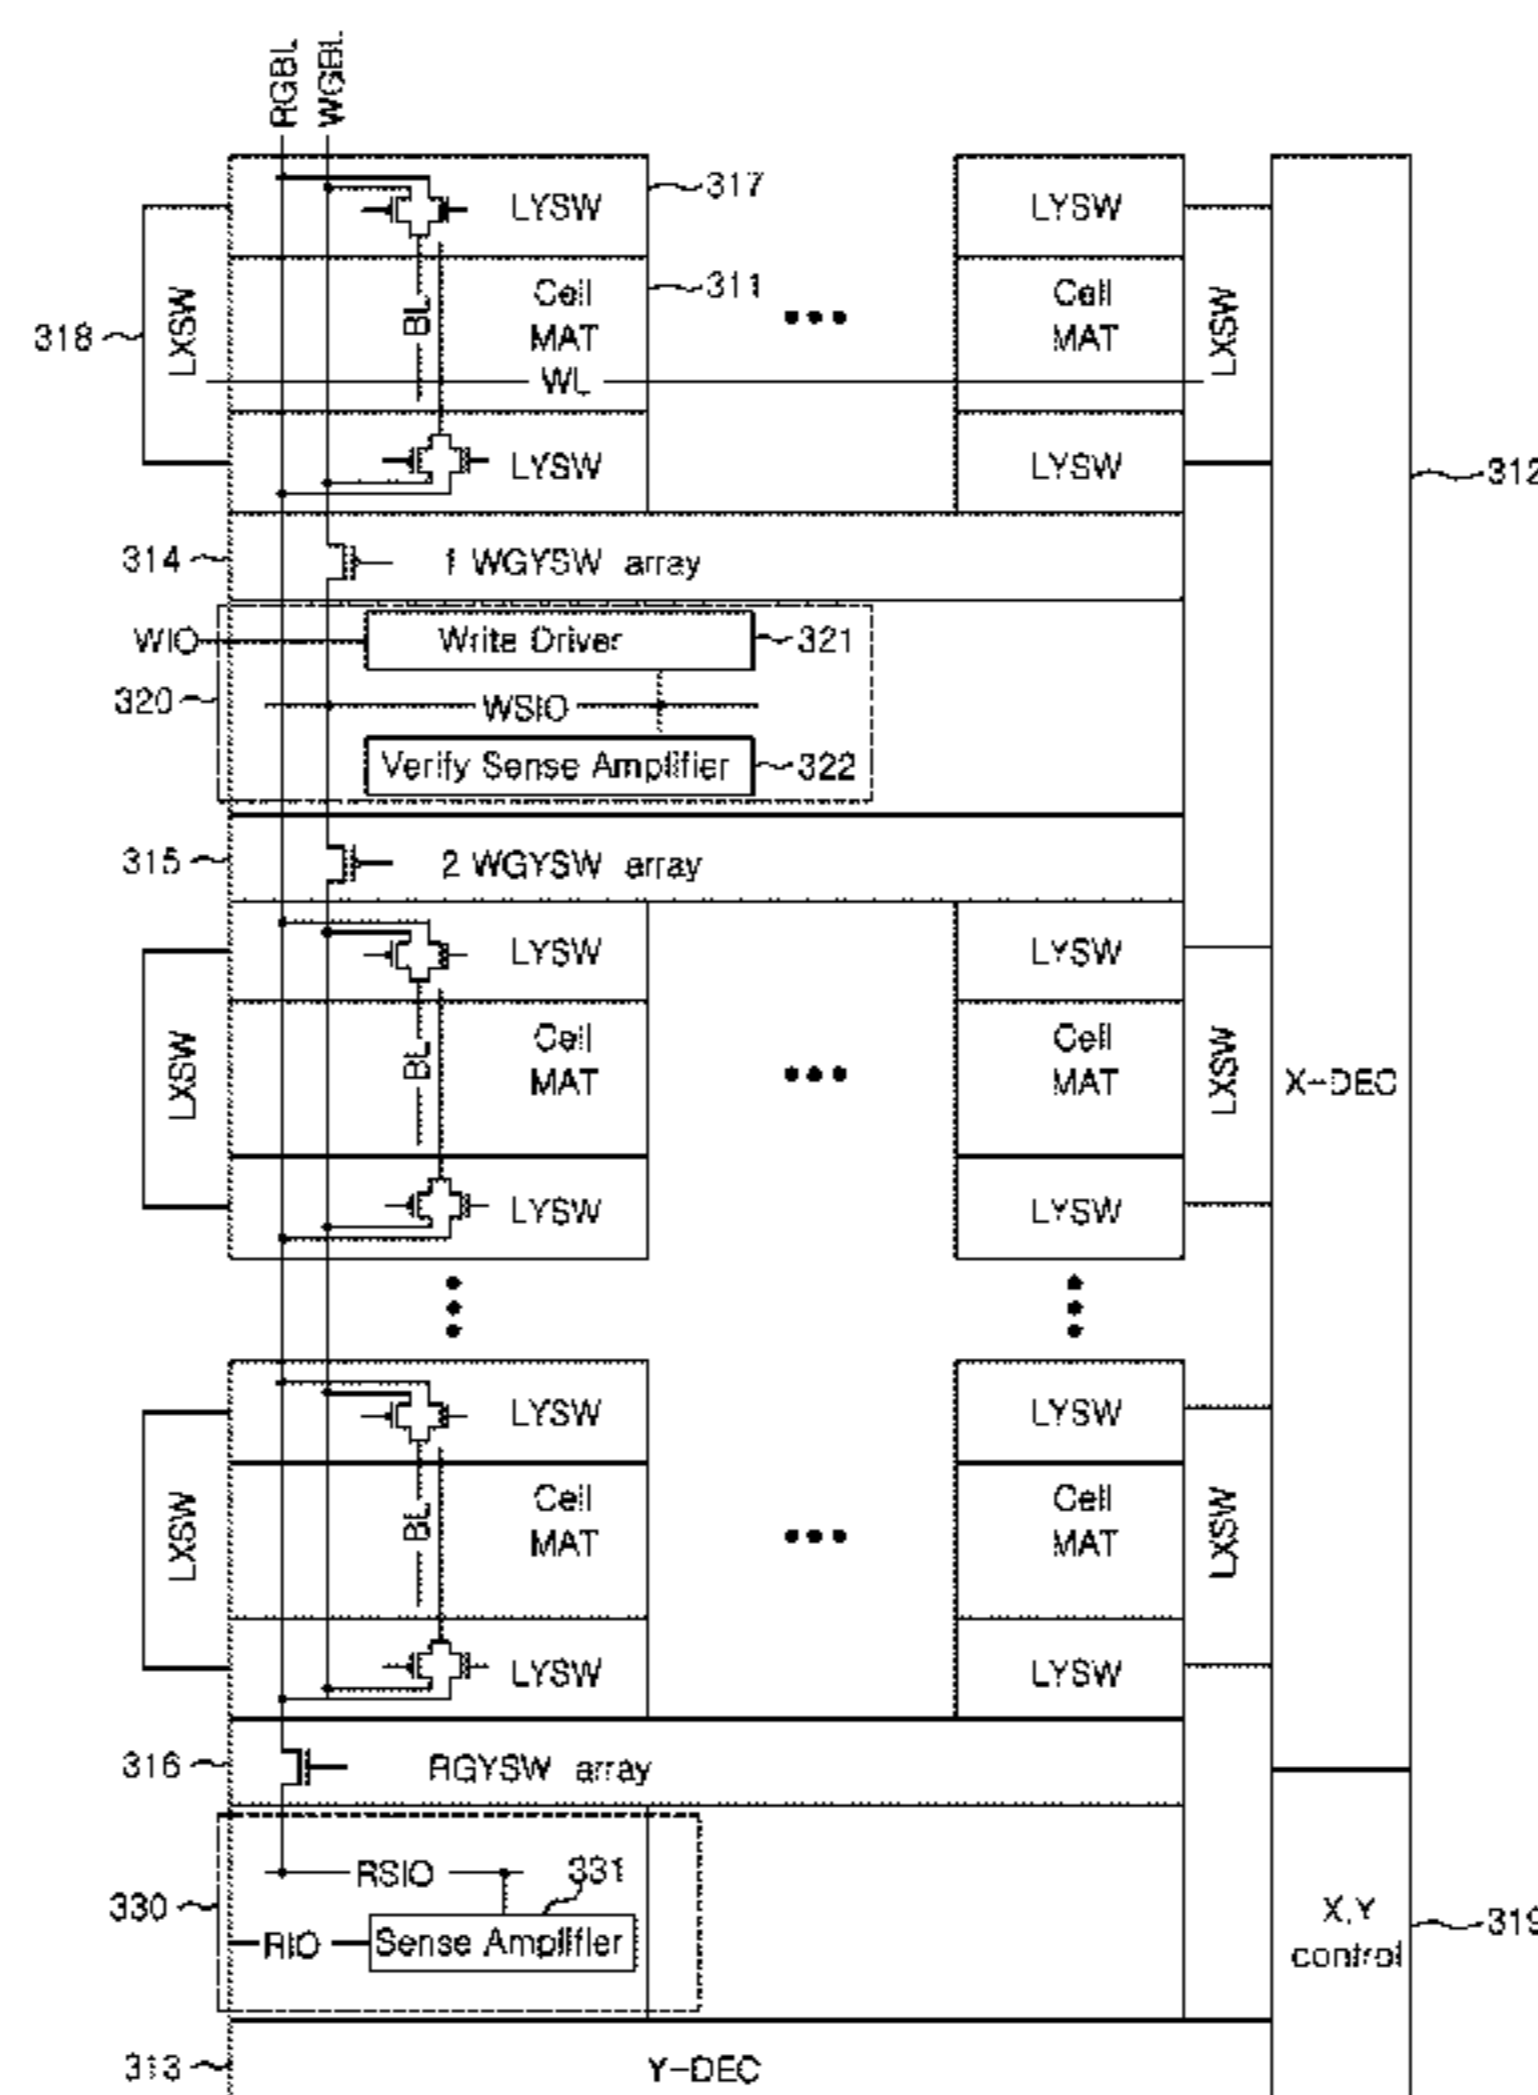 RGBL
WGBL
LYSW
317
LYSW
Cell
MAT
311
Cell
MAT
318
LXSW
BL
LXSW
WL
LYSW
LYSW
312
314
1 WGYSW array
WIO
Write Driver
321
320
WSIO
Verify Sense Amplifier
322
315
2 WGYSW array
LYSW
LYSW
LXSW
BL
Cell
MAT
Cell
MAT
LXSW
X-DEC
LYSW
LYSW
LYSW
LYSW
LXSW
BL
Cell
MAT
Cell
MAT
LXSW
LYSW
LYSW
316
RGYSW array
RSIO
331
330
RIO
Sense Amplifier
X,Y
control
319
313
Y-DEC